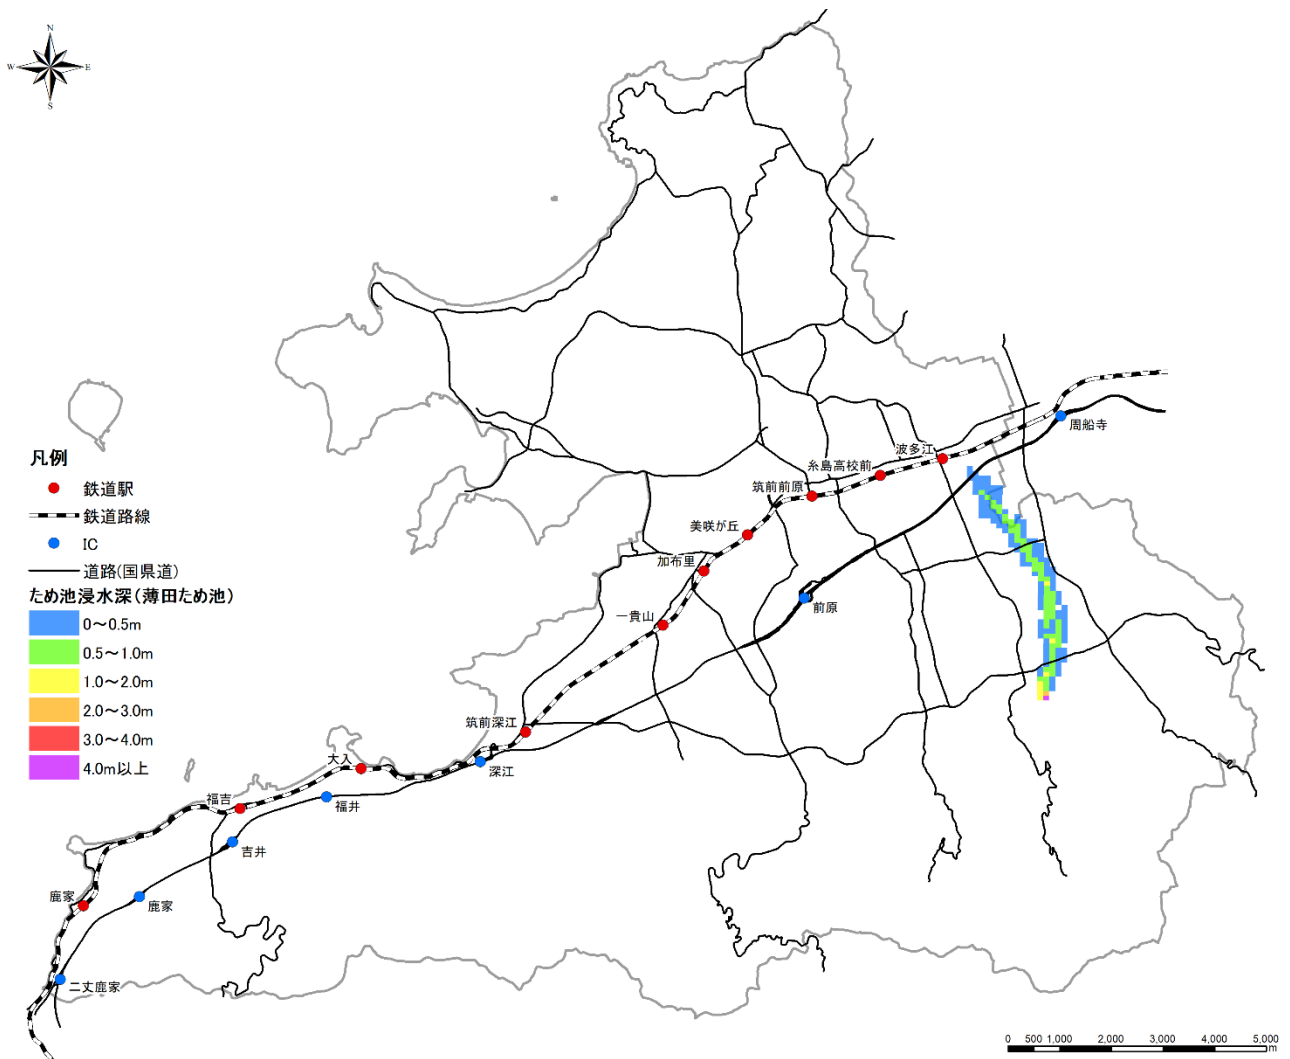 N
W
E
S
周船寺
波多江
糸島高校前
筑前前原
美咲が丘
加布里
前原
一貴山
筑前深江
深江
大入
福井
福吉
吉井
鹿家
鹿家
二丈鹿家
凡例
鉄道駅
鉄道路線
IC
道路(国県道)
ため池浸水深(薄田ため池)
0～0.5m
0.5～1.0m
1.0～2.0m
2.0～3.0m
3.0～4.0m
4.0m以上
0 500 1,000 2,000 3,000 4,000 5,000
m